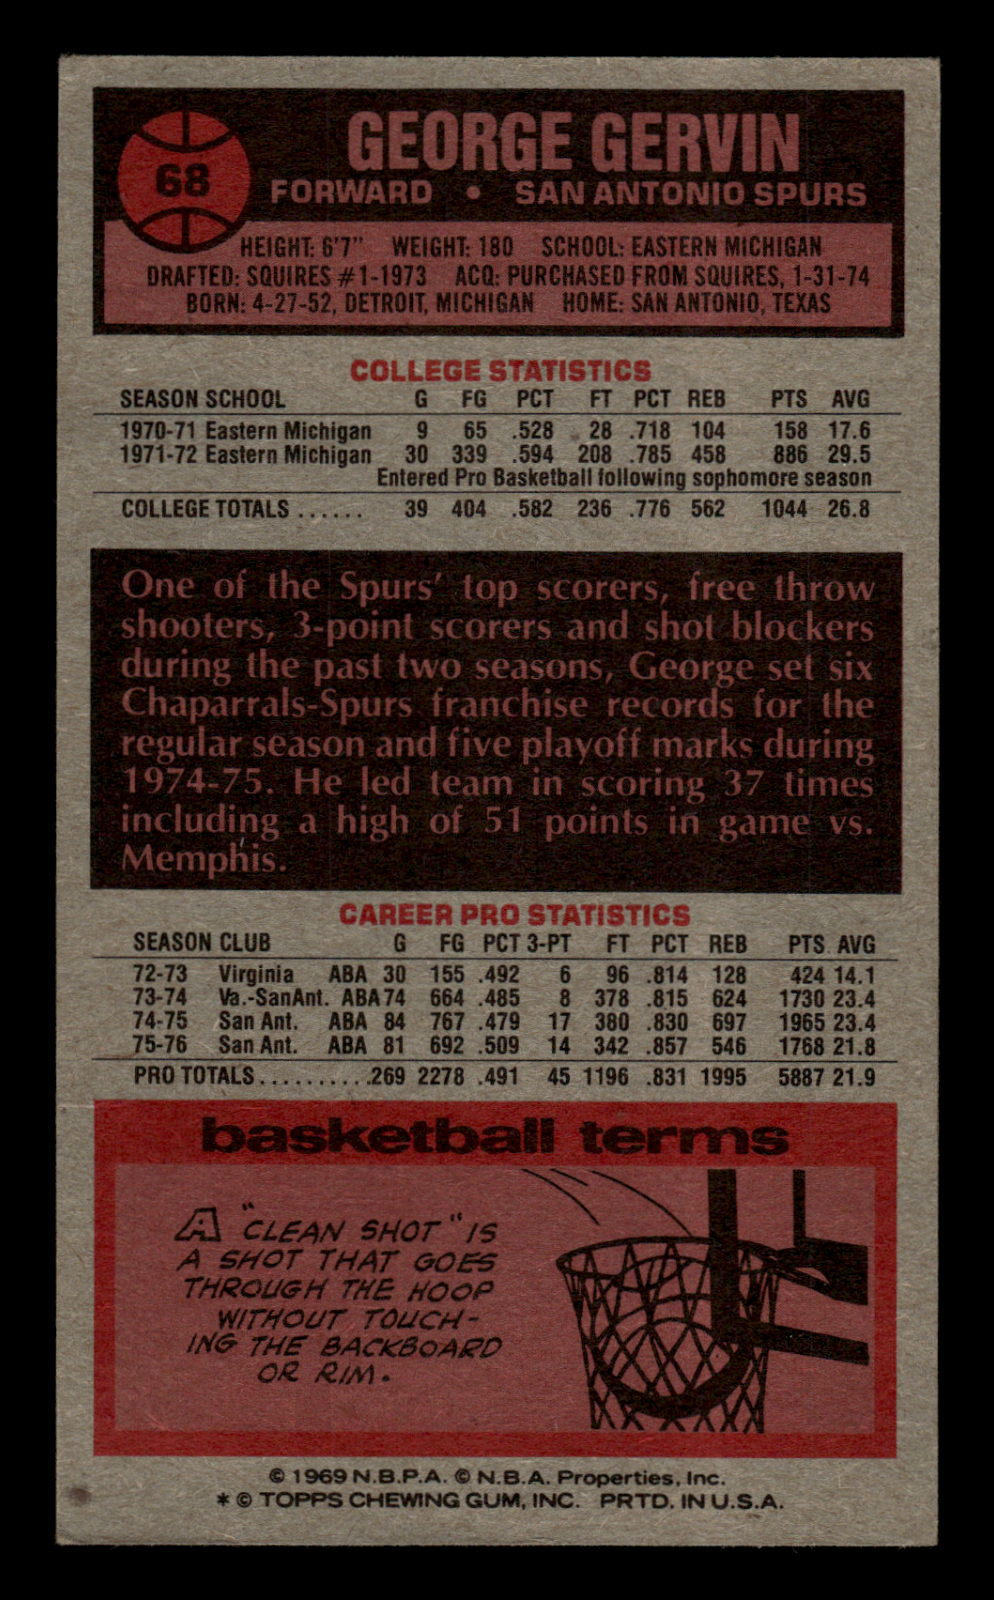 68
GEORGE GERVIN
FORWARD • SAN ANTONIO SPURS
HEIGHT: 6'7" WEIGHT: 180 SCHOOL: EASTERN MICHIGAN
DRAFTED: SQUIRES #1-1973 ACQ: PURCHASED FROM SQUIRES, 1-31-74
BORN: 4-27-52, DETROIT, MICHIGAN HOME: SAN ANTONIO, TEXAS
COLLEGE STATISTICS
SEASON SCHOOL G FG PCT FT PCT REB PTS AVG
1970-71 Eastern Michigan 9 65 .528 28 .718 104 158 17.6
1971-72 Eastern Michigan 30 339 .594 208 .785 458 886 29.5
Entered Pro Basketball following sophomore season
COLLEGE TOTALS ...... 39 404 .582 236 .776 562 1044 26.8
One of the Spurs' top scorers, free throw
shooters, 3-point scorers and shot blockers
during the past two seasons, George set six
Chaparrals-Spurs franchise records for the
regular season and five playoff marks during
1974-75. He led team in scoring 37 times
including a high of 51 points in game vs.
Memphis.
CAREER PRO STATISTICS
SEASON CLUB G FG PCT 3-PT FT PCT REB PTS. AVG
72-73 Virginia ABA 30 155 .492 6 96 .814 128 424 14.1
73-74 Va.-SanAnt. ABA 74 664 .485 8 378 .815 624 1730 23.4
74-75 San Ant. ABA 84 767 .479 17 380 .830 697 1965 23.4
75-76 San Ant. ABA 81 692 .509 14 342 .857 546 1768 21.8
PRO TOTALS..........269 2278 .491 45 1196 .831 1995 5887 21.9
basketball terms
A "CLEAN SHOT" IS
A SHOT THAT GOES
THROUGH THE HOOP
WITHOUT TOUCH-
ING THE BACKBOARD
OR RIM.
© 1969 N.B.P.A. © N.B.A. Properties, Inc.
* © TOPPS CHEWING GUM, INC. PRTD. IN U.S.A.